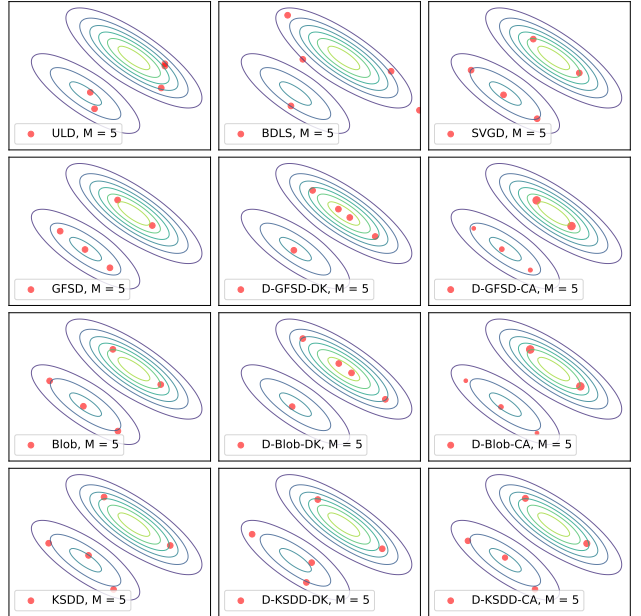 ULD, M = 5
BDLS, M = 5
SVGD, M = 5
GFSD, M = 5
D-GFSD-DK, M = 5
D-GFSD-CA, M = 5
Blob, M = 5
D-Blob-DK, M = 5
D-Blob-CA, M = 5
KSDD, M = 5
D-KSDD-DK, M = 5
D-KSDD-CA, M = 5